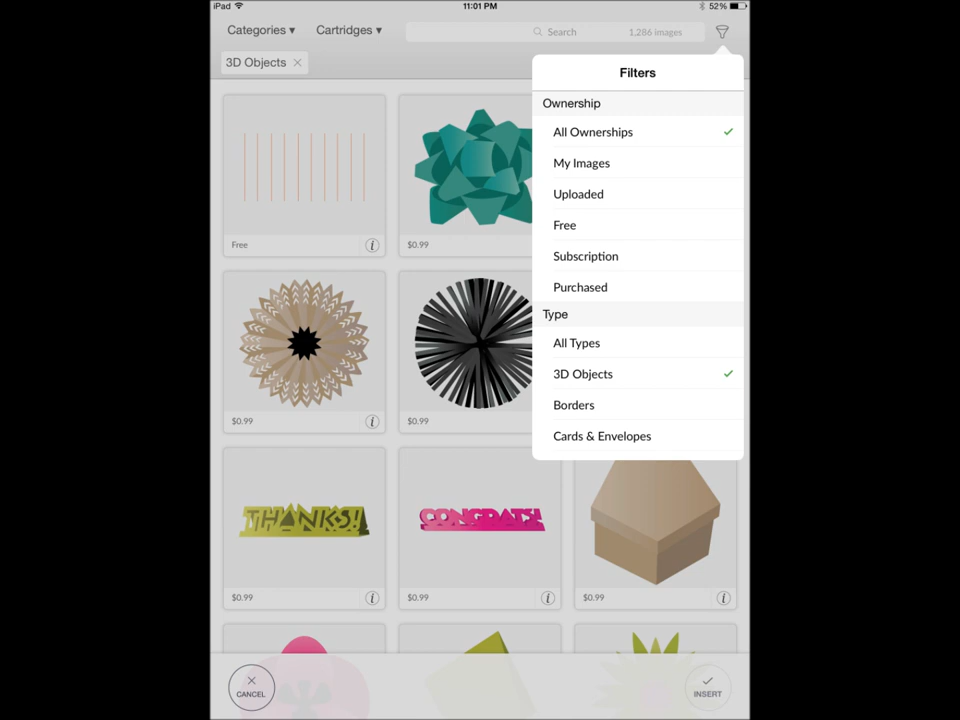 iPad 11:01 PM 52%
Categories ▾ Cartridges ▾ Search 1,286 images
3D Objects ×
Filters
Ownership
All Ownerships
My Images
Uploaded
Free
Subscription
Purchased
Type
All Types
3D Objects
Borders
Cards & Envelopes
Free i $0.99
$0.99 i $0.99
THANKS! CONGRATS!
$0.99 i $0.99 i $0.99 i
CANCEL INSERT